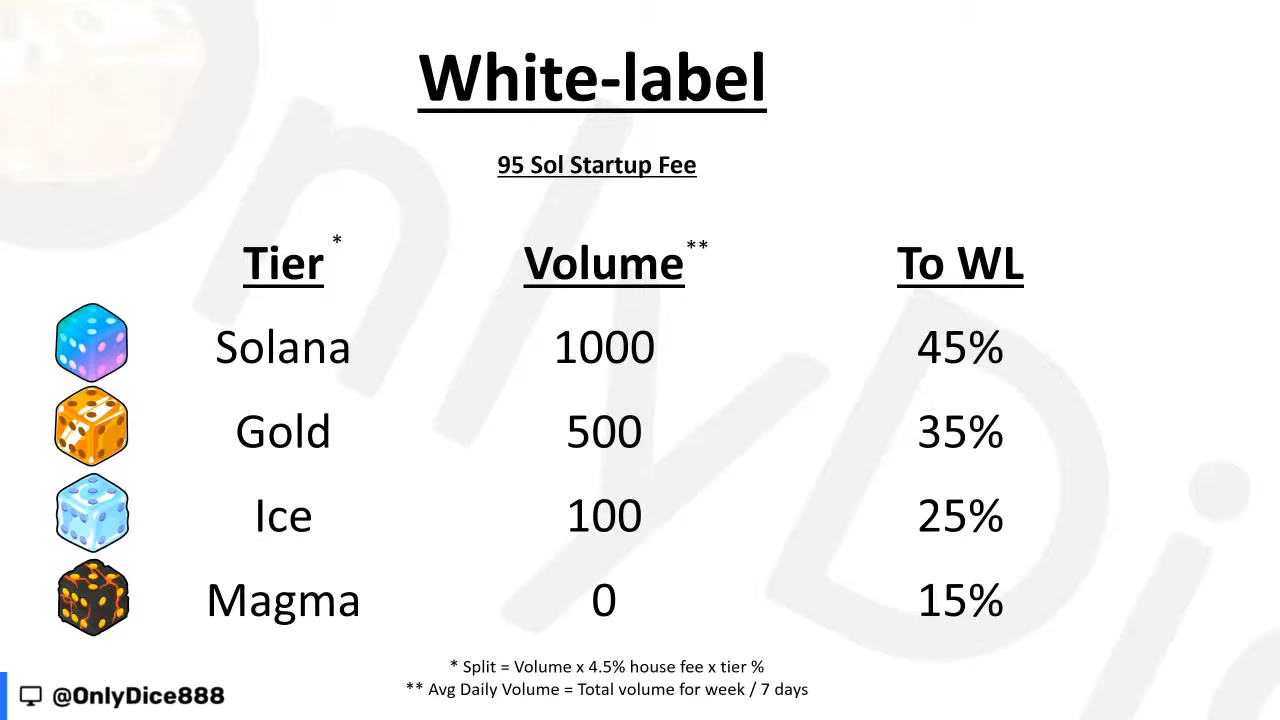 White-label
95 Sol Startup Fee
Tier * Volume** To WL
Solana 1000 45%
Gold 500 35%
Ice 100 25%
Magma 0 15%
* Split = Volume x 4.5% house fee x tier %
** Avg Daily Volume = Total volume for week / 7 days
@OnlyDice888
OnlyDi